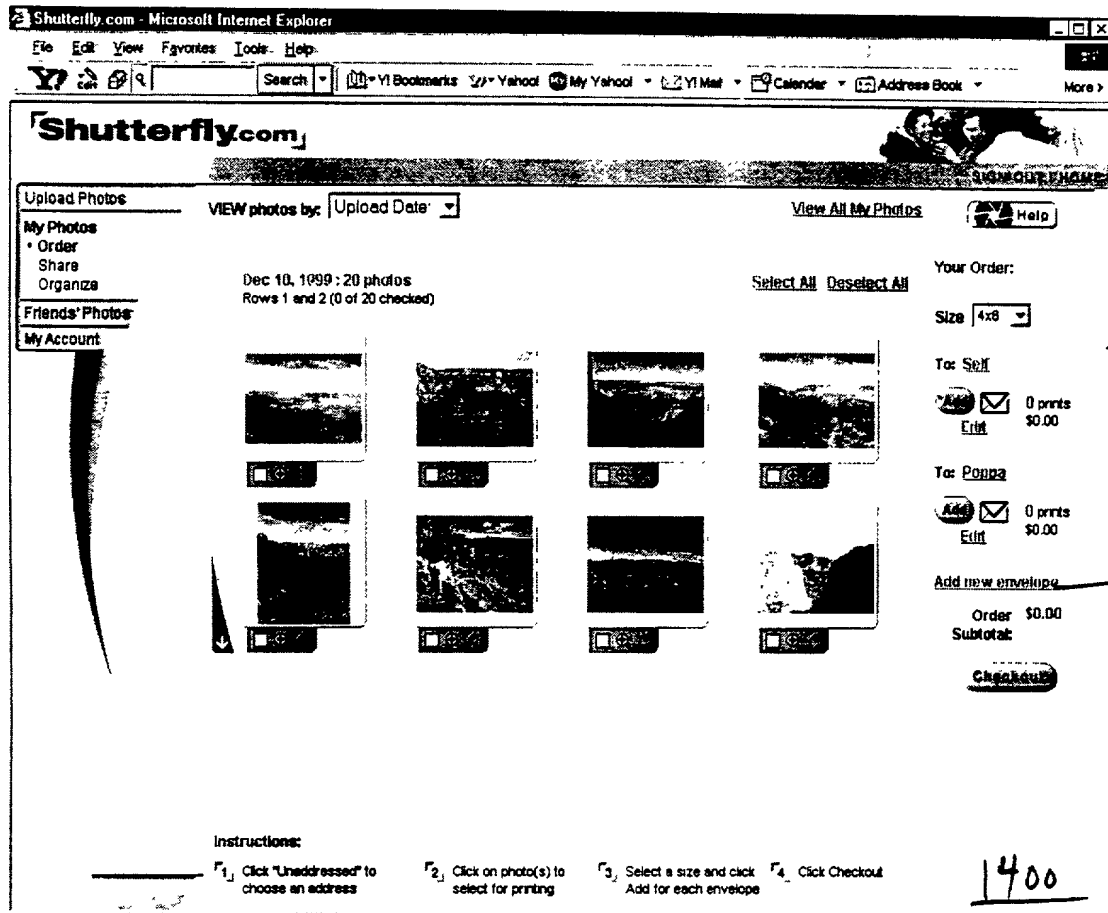 Shutterfly.com - Microsoft Internet Explorer
File Edit View Favorites Tools Help
Y! Edit Search Y! Bookmarks Yahoo! My Yahoo! Y! Mail Calendar Address Book More >
Shutterfly.com
SIGN OUT HOME
Upload Photos
VIEW photos by: Upload Date View All My Photos Help
My Photos
• Order
Share
Organize
Friends' Photos
My Account
Dec 10, 1999 : 20 photos
Rows 1 and 2 (0 of 20 checked)
Select All Deselect All
Your Order:
Size 4x6
To: Self
Add 0 prints
Edit $0.00
To: Poppa
Add 0 prints
Edit $0.00
Add new envelope
Order $0.00
Subtotal:
Checkout
Instructions:
1 Click "Unaddressed" to
choose an address
2 Click on photo(s) to
select for printing
3 Select a size and click
Add for each envelope
4 Click Checkout
1400